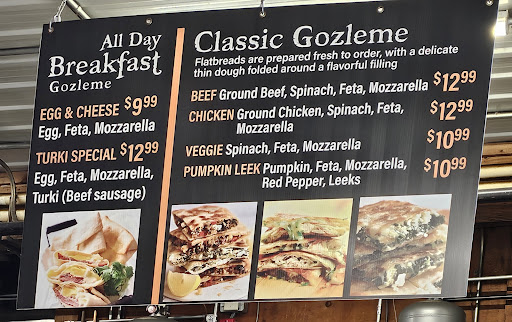 All Day
Breakfast
Gozleme
EGG & CHEESE $9.99
Egg, Feta, Mozzarella
TURKI SPECIAL $12.99
Egg, Feta, Mozzarella,
Turki (Beef sausage)
Classic Gozleme
Flatbreads are prepared fresh to order, with a delicate
thin dough folded around a flavorful filling
BEEF Ground Beef, Spinach, Feta, Mozzarella $12.99
CHICKEN Ground Chicken, Spinach, Feta, $12.99
Mozzarella
VEGGIE Spinach, Feta, Mozzarella $10.99
PUMPKIN LEEK Pumpkin, Feta, Mozzarella, $10.99
Red Pepper, Leeks